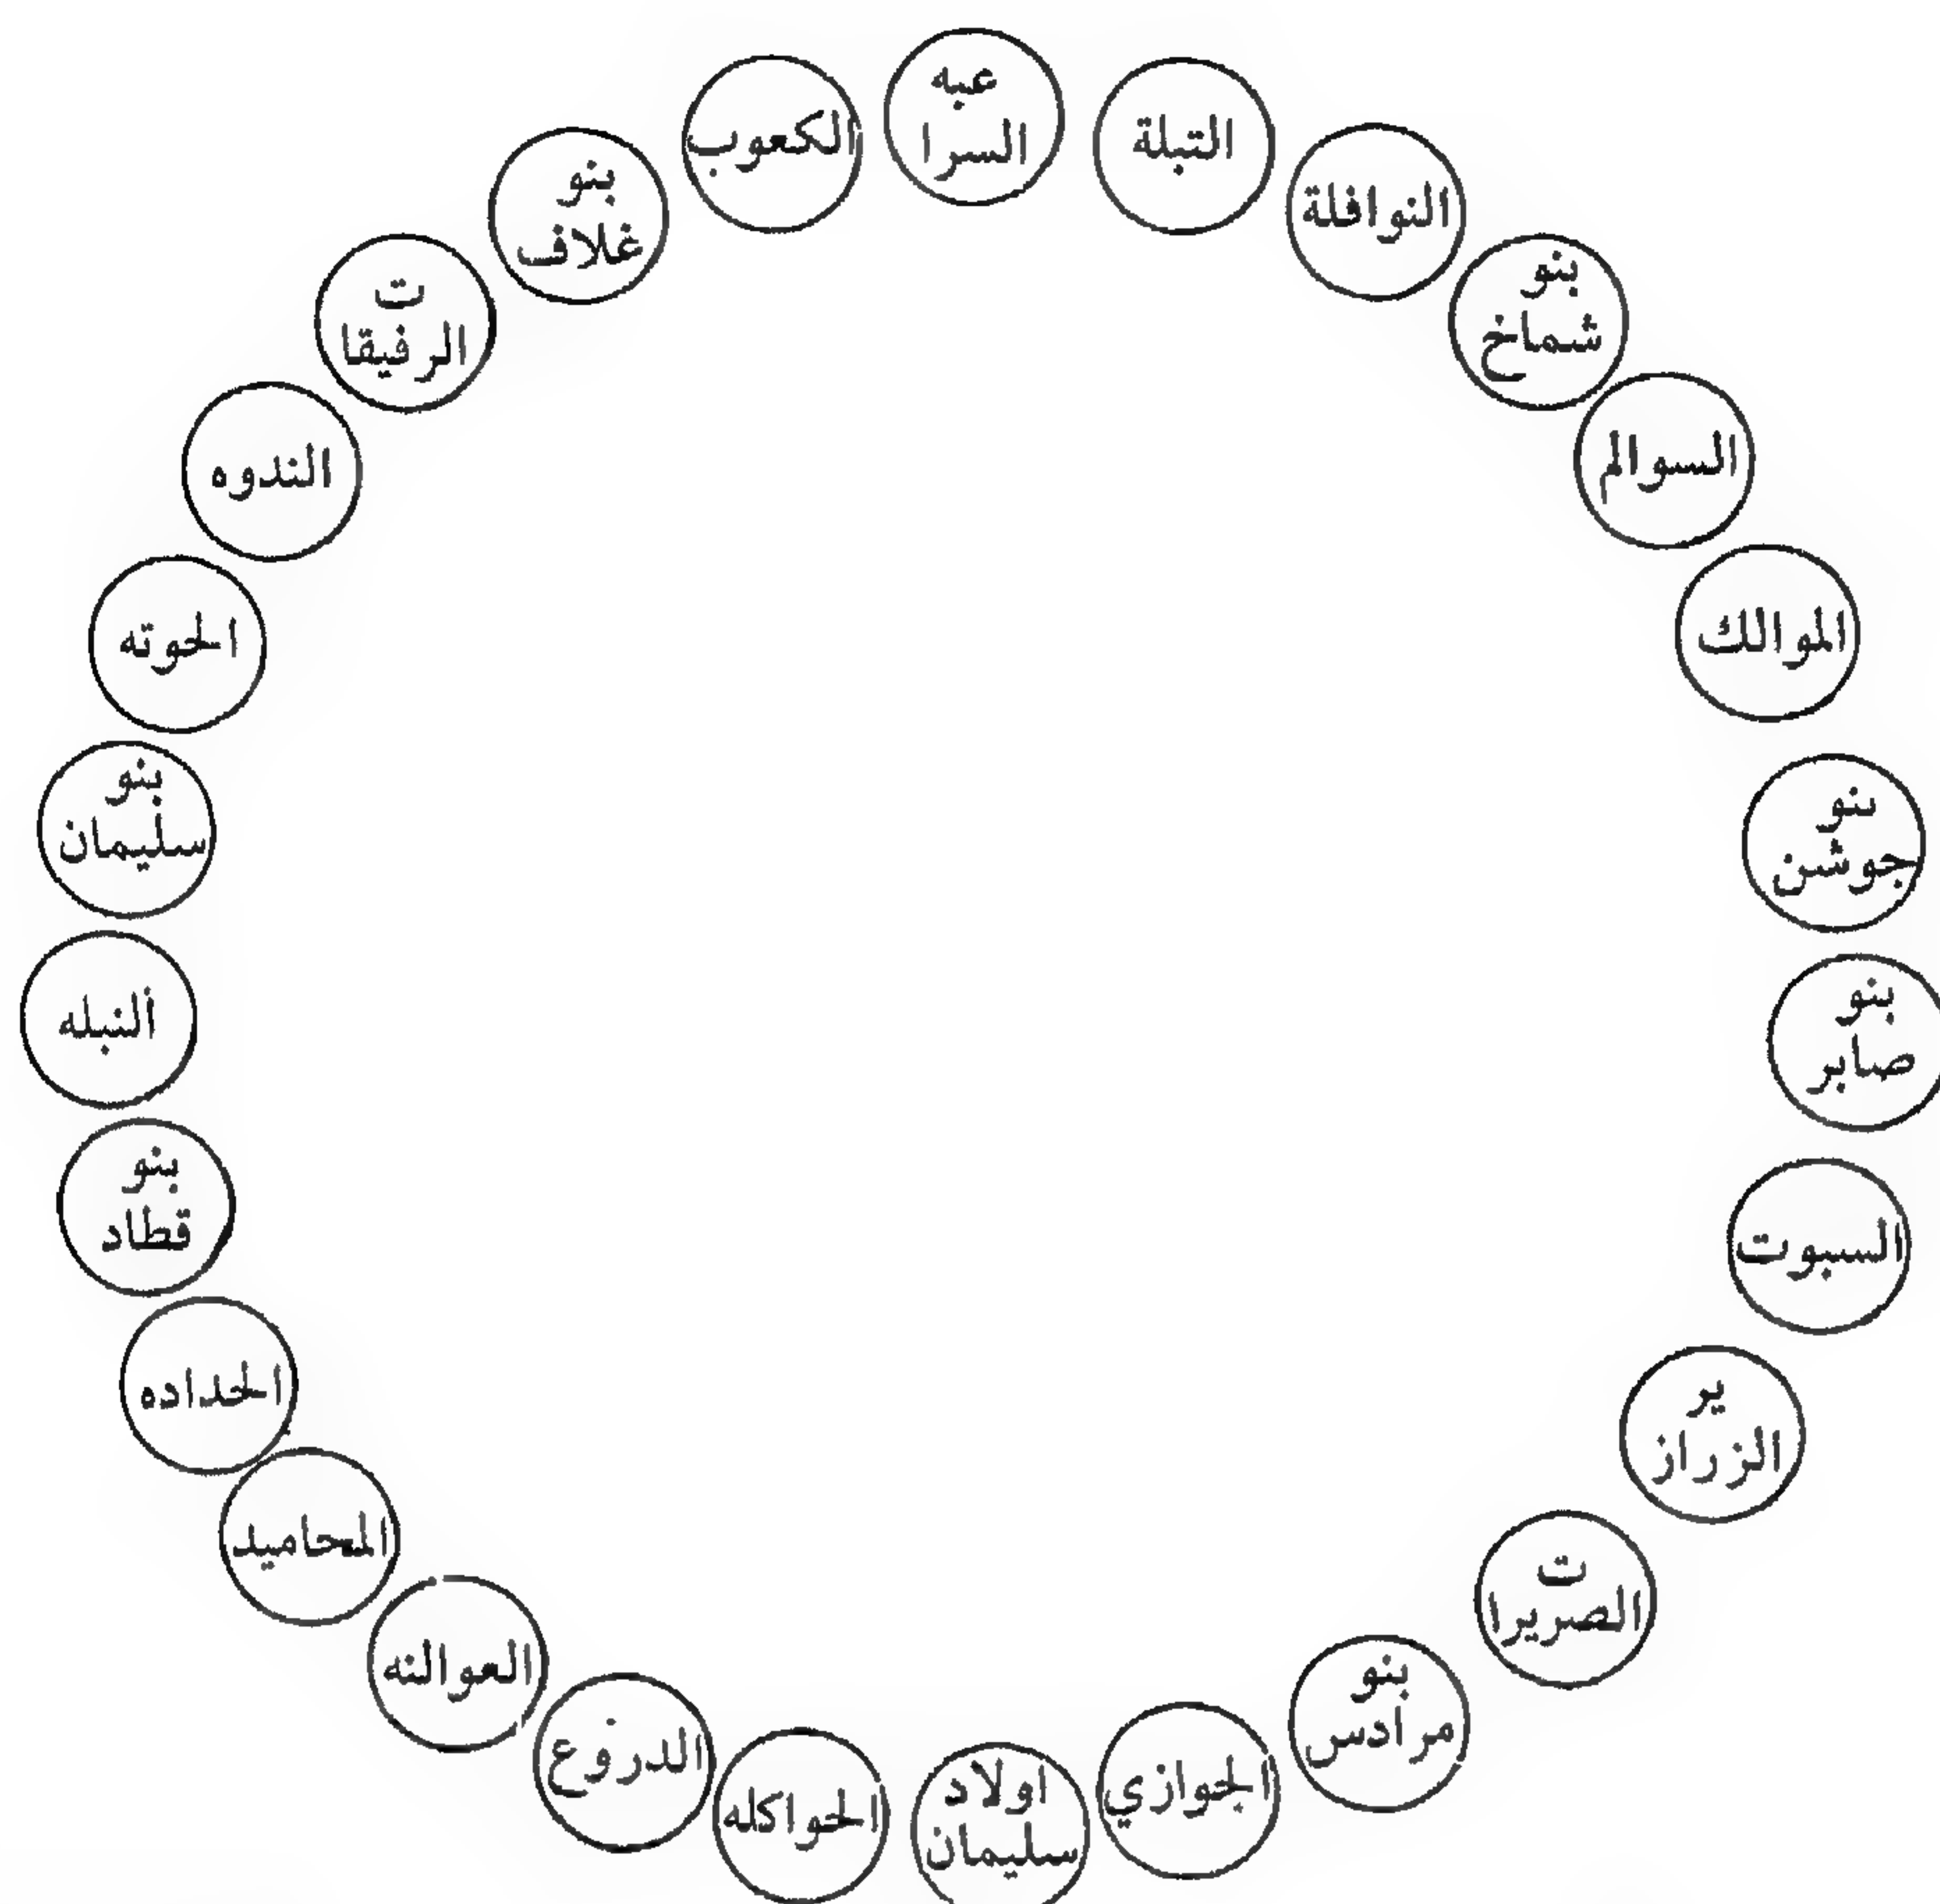 عبه
السرا
التبلة
النوافلة
بنو
شماخ
السوالم
الموالك
بنو
جوشن
بنو
صابر
السبوت
ير
الزراز
ت
الصريرا
بنو
مرادس
الجوازي
اولاد
سليمان
الحواكله
الدروع
العوالنه
المحاميد
الحداده
بنو
قطاد
ألنبله
بنو
سليمان
الحوته
الندوه
ت
الرفيقا
بنو
غلاف
الكعوب